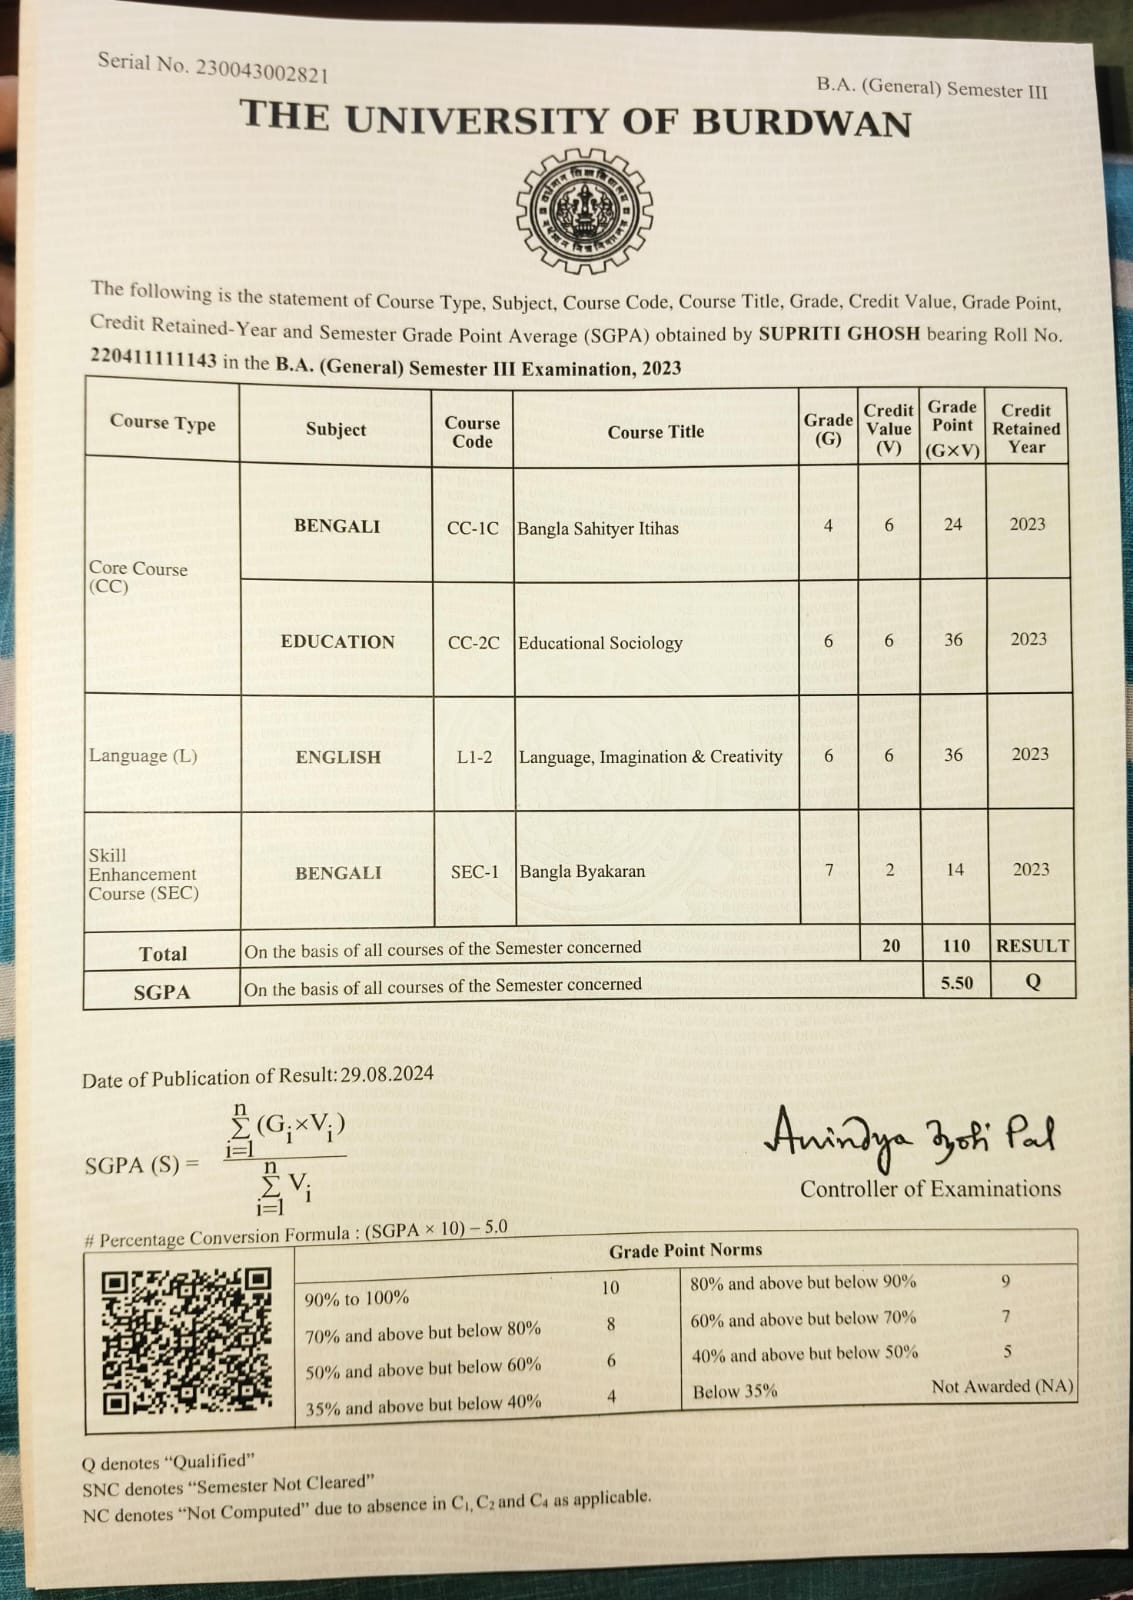 Serial No. 230043002821
B.A. (General) Semester III
THE UNIVERSITY OF BURDWAN
The following is the statement of Course Type, Subject, Course Code, Course Title, Grade, Credit Value, Grade Point,
Credit Retained-Year and Semester Grade Point Average (SGPA) obtained by SUPRITI GHOSH bearing Roll No.
220411111143 in the B.A. (General) Semester III Examination, 2023
Course Type Subject Course Code Course Title Grade (G) Credit Value (V) Grade Point (G×V) Credit Retained Year
Core Course (CC) BENGALI CC-1C Bangla Sahityer Itihas 4 6 24 2023
EDUCATION CC-2C Educational Sociology 6 6 36 2023
Language (L) ENGLISH L1-2 Language, Imagination & Creativity 6 6 36 2023
Skill Enhancement Course (SEC) BENGALI SEC-1 Bangla Byakaran 7 2 14 2023
Total On the basis of all courses of the Semester concerned 20 110 RESULT
SGPA On the basis of all courses of the Semester concerned 5.50 Q
Date of Publication of Result: 29.08.2024
SGPA (S) = n Σ i=1 (Gi×Vi) / n Σ i=1 Vi
Anindya Jyoti Pal
Controller of Examinations
# Percentage Conversion Formula : (SGPA × 10) – 5.0
Grade Point Norms
90% to 100% 10 80% and above but below 90% 9
70% and above but below 80% 8 60% and above but below 70% 7
50% and above but below 60% 6 40% and above but below 50% 5
35% and above but below 40% 4 Below 35% Not Awarded (NA)
Q denotes "Qualified"
SNC denotes "Semester Not Cleared"
NC denotes "Not Computed" due to absence in C1, C2 and C4 as applicable.